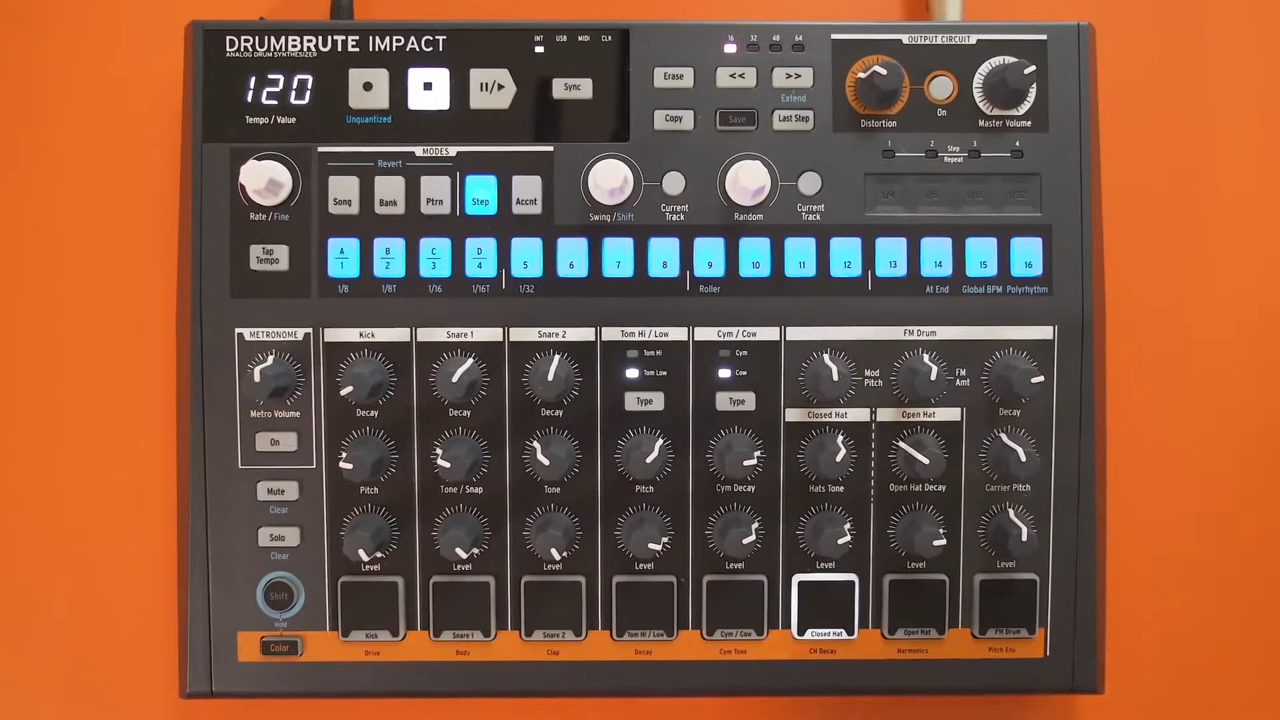 DRUMBRUTE IMPACT
ANALOG DRUM SYNTHESIZER
INT USB MIDI CLK
120
Tempo / Value
Unquantized
Sync
16 32 48 64
Erase << >>
Extend
Copy Save Last Step
OUTPUT CIRCUIT
Distortion On Master Volume
1 2 Step 3 4
Repeat
MODES
Revert
Song Bank Ptrn Step Accnt
Rate / Fine
Swing/Shift Current Track
Random Current Track
Tap Tempo
A B C D
1 2 3 4 5 6 7 8 9 10 11 12 13 14 15 16
1/8 1/8T 1/16 1/16T 1/32 Roller At End Global BPM Polyrhythm
METRONOME
Metro Volume
On
Mute
Clear
Solo
Clear
Shift
Hold
Color
Kick Snare 1 Snare 2 Tom Hi / Low Cym / Cow FM Drum
Tom Hi Cym
Tom Low Cow
Type Type
Mod Pitch FM Amt
Decay Decay Decay Decay
Closed Hat Open Hat
Pitch Tone / Snap Tone Pitch Cym Decay Hats Tone Open Hat Decay Carrier Pitch
Level Level Level Level Level Level Level Level
Kick Snare 1 Snare 2 Tom Hi / Low Cym / Cow Closed Hat Open Hat FM Drum
Drive Body Clap Decay Cym Tone CH Decay Harmonics Pitch Env